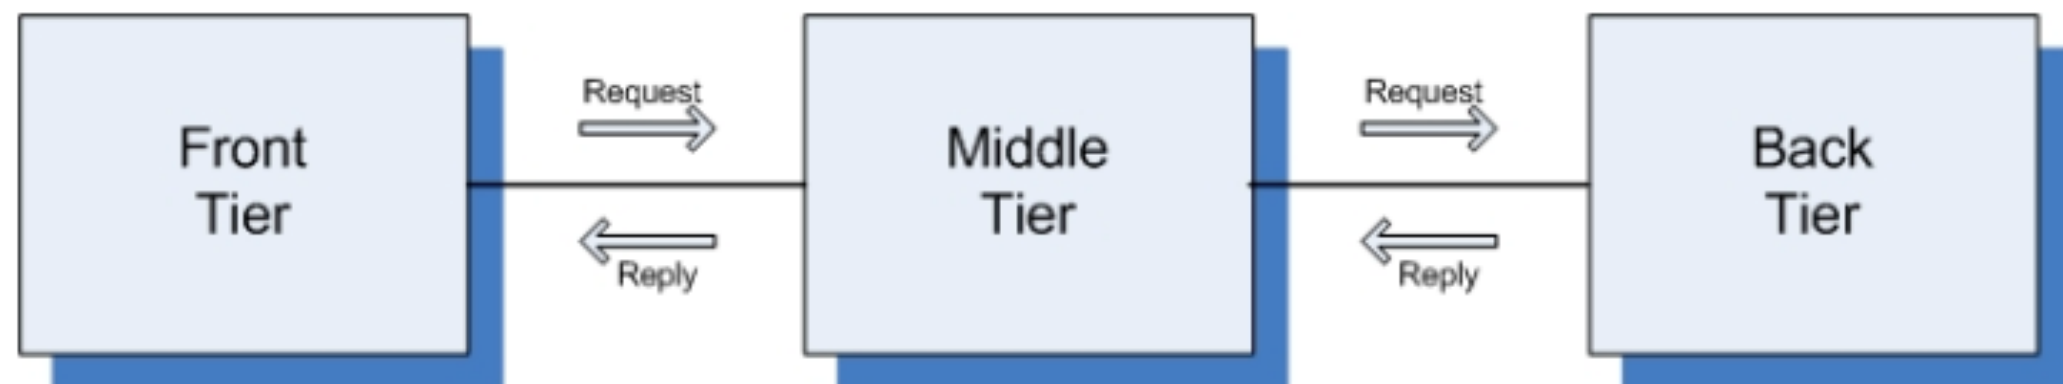 Front
Tier
Request
Reply
Middle
Tier
Request
Reply
Back
Tier